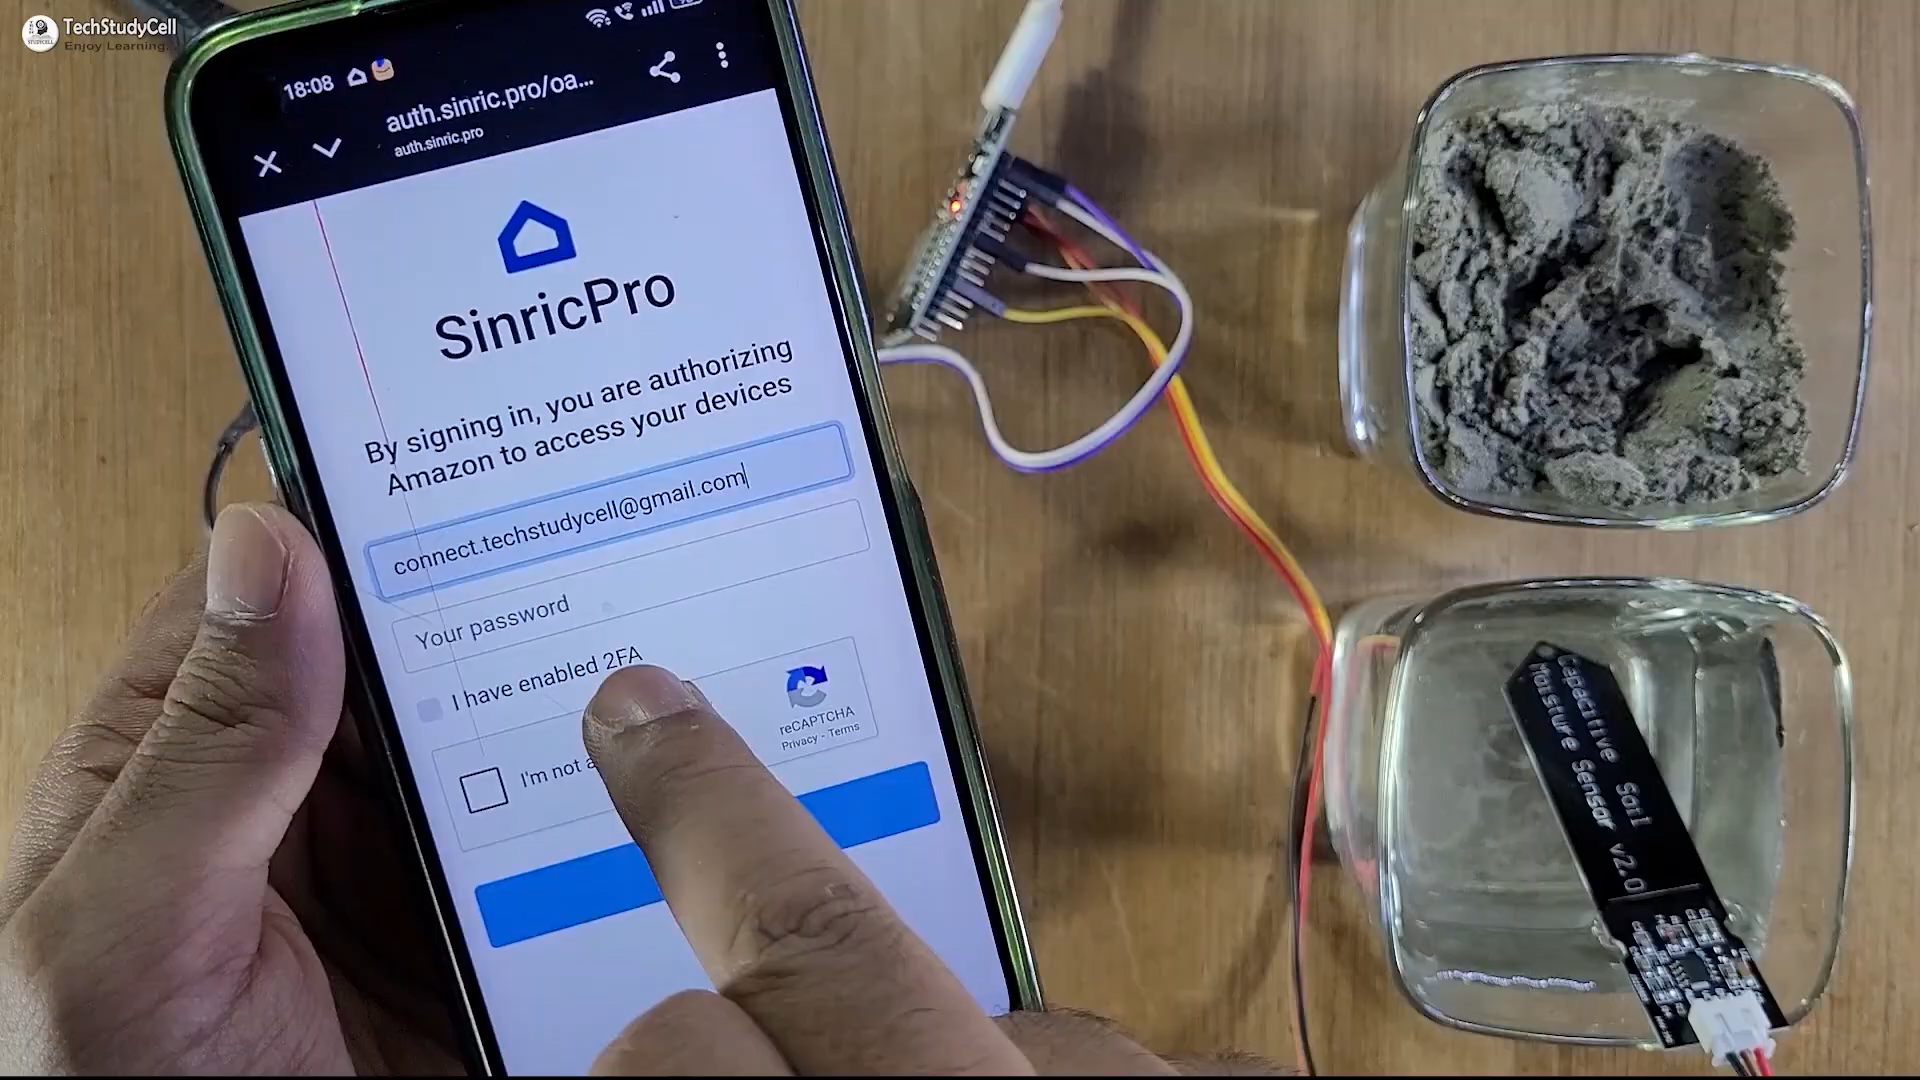 TechStudyCell
Enjoy Learning...
18:08
auth.sinric.pro/oa...
auth.sinric.pro
SinricPro
By signing in, you are authorizing
Amazon to access your devices
connect.techstudycell@gmail.com
Your password
I have enabled 2FA
I'm not a
reCAPTCHA
Privacy - Terms
Capacitive Soil
Moisture Sensor v2.0